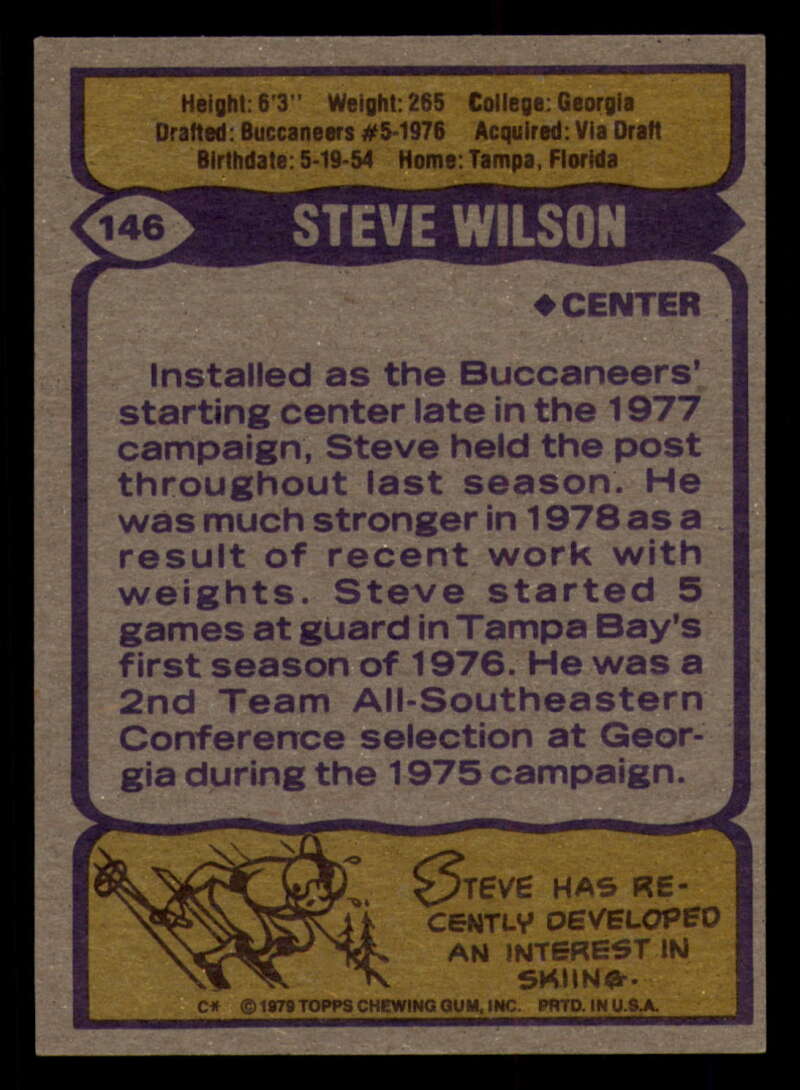 Height: 6'3" Weight: 265 College: Georgia
Drafted: Buccaneers #5-1976 Acquired: Via Draft
Birthdate: 5-19-54 Home: Tampa, Florida
146 STEVE WILSON
◆CENTER
Installed as the Buccaneers'
starting center late in the 1977
campaign, Steve held the post
throughout last season. He
was much stronger in 1978 as a
result of recent work with
weights. Steve started 5
games at guard in Tampa Bay's
first season of 1976. He was a
2nd Team All-Southeastern
Conference selection at Geor-
gia during the 1975 campaign.
STEVE HAS RE-
CENTLY DEVELOPED
AN INTEREST IN
SKIING.
C* © 1979 TOPPS CHEWING GUM, INC. PRTD. IN U.S.A.